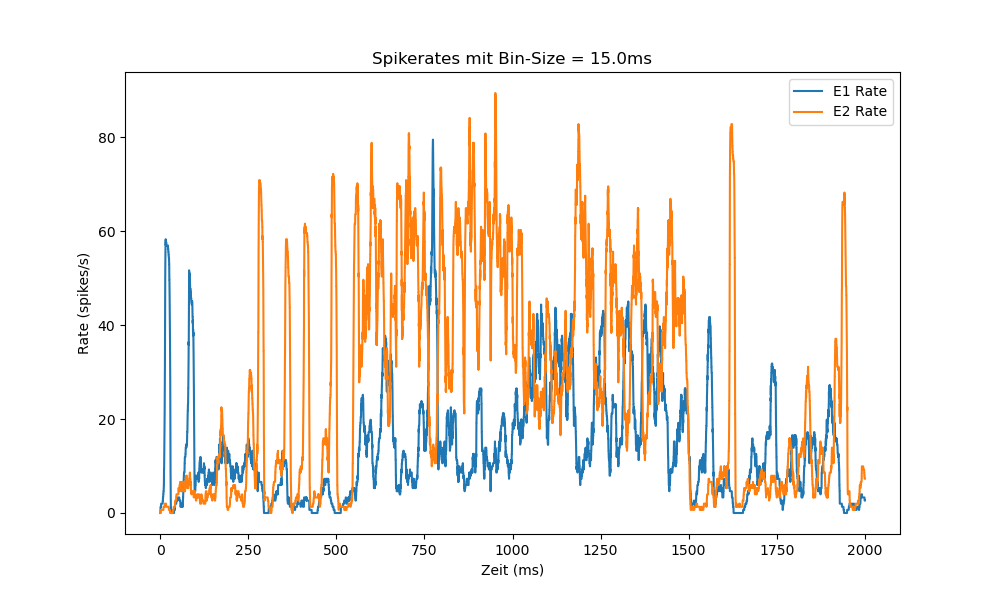 Spikerates mit Bin-Size = 15.0ms
E1 Rate
E2 Rate
Rate (spikes/s)
80
60
40
20
0
0 250 500 750 1000 1250 1500 1750 2000
Zeit (ms)